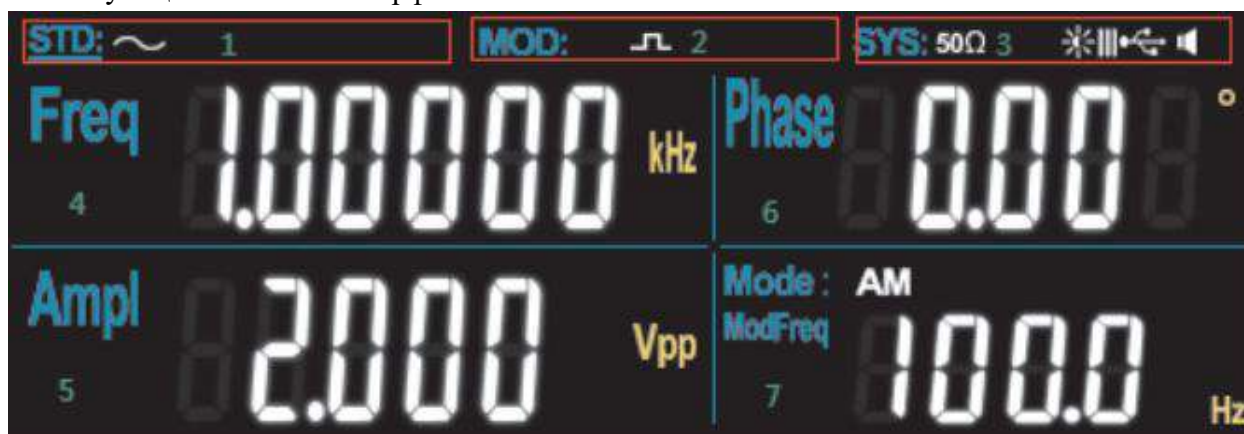 STD: 1 MOD: 2 SYS: 50Ω 3
Freq 1.00000 kHz 4
Phase 0.00 ° 6
Ampl 2.000 Vpp 5
Mode: AM
ModFreq 100.0 Hz 7